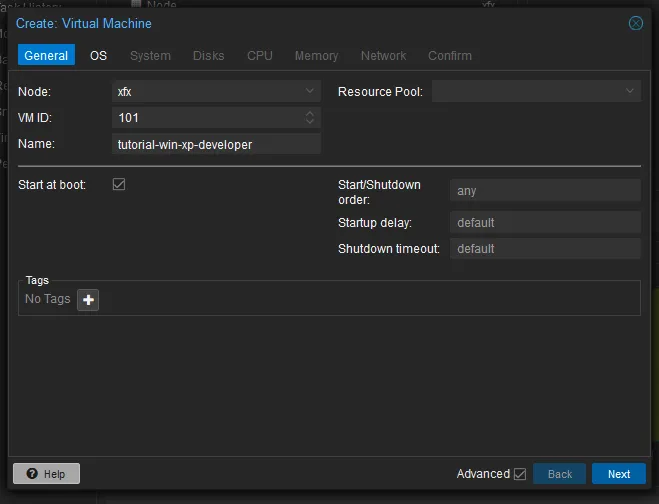 Node
xfx
Create: Virtual Machine
General OS System Disks CPU Memory Network Confirm
Node: xfx Resource Pool:
VM ID: 101
Name: tutorial-win-xp-developer
Start at boot: Start/Shutdown order: any
Startup delay: default
Shutdown timeout: default
Tags
No Tags
Help Advanced Back Next